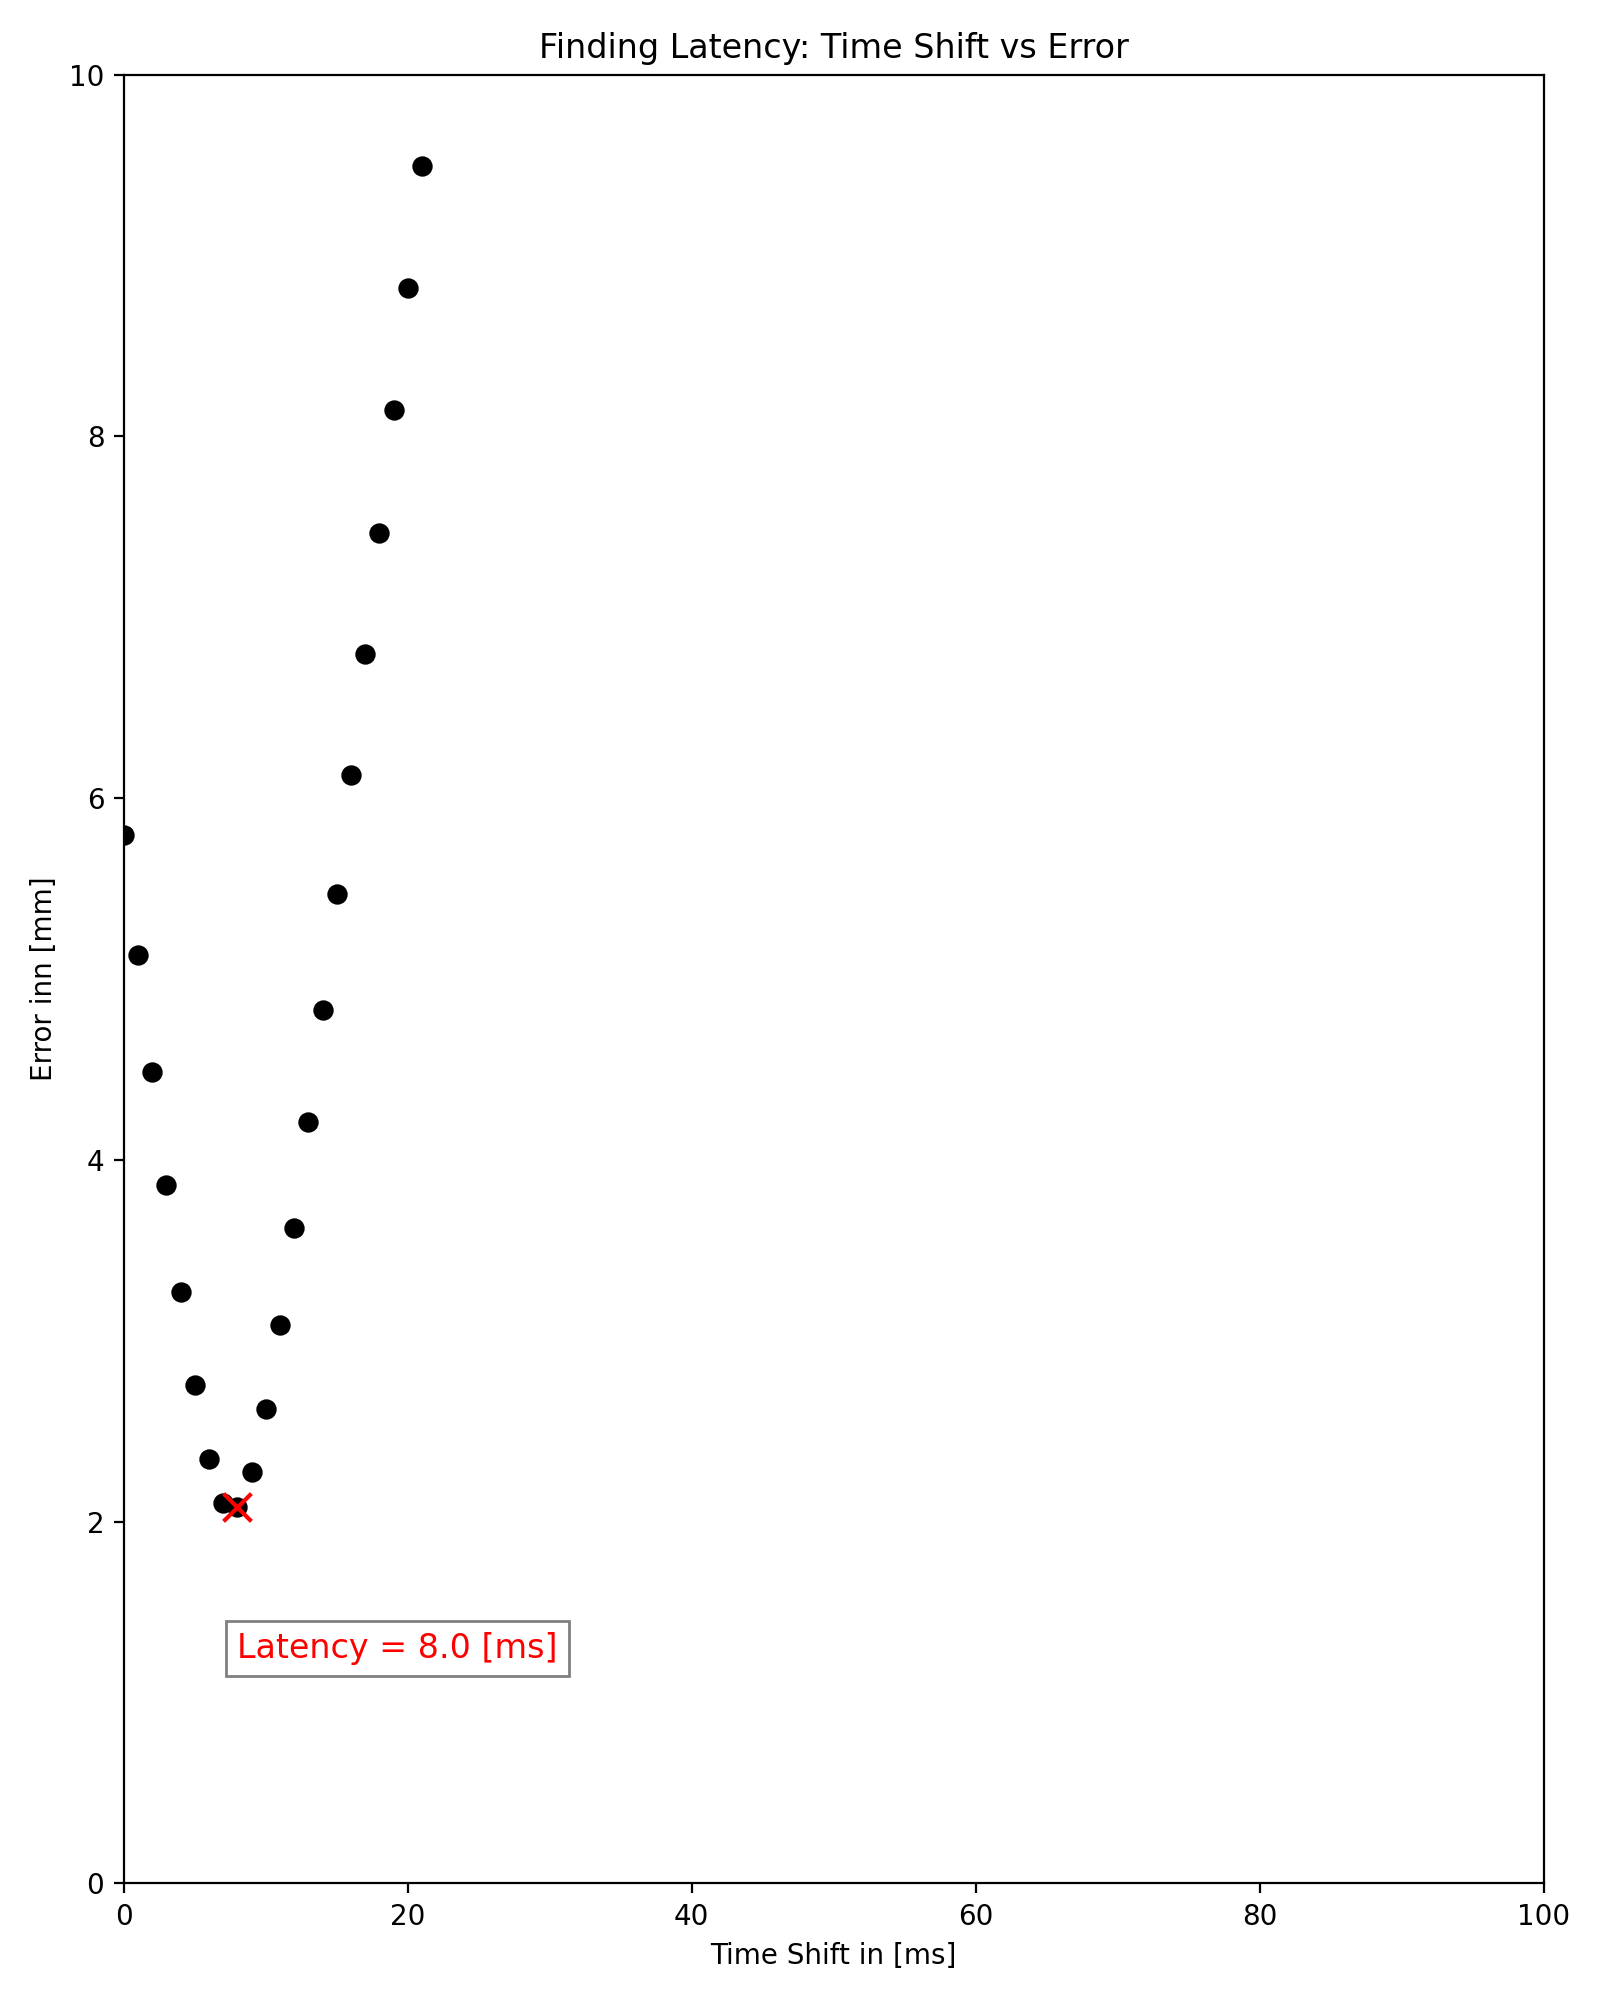 Finding Latency: Time Shift vs Error
10
8
6
4
2
0
Error inn [mm]
Latency = 8.0 [ms]
0 20 40 60 80 100
Time Shift in [ms]